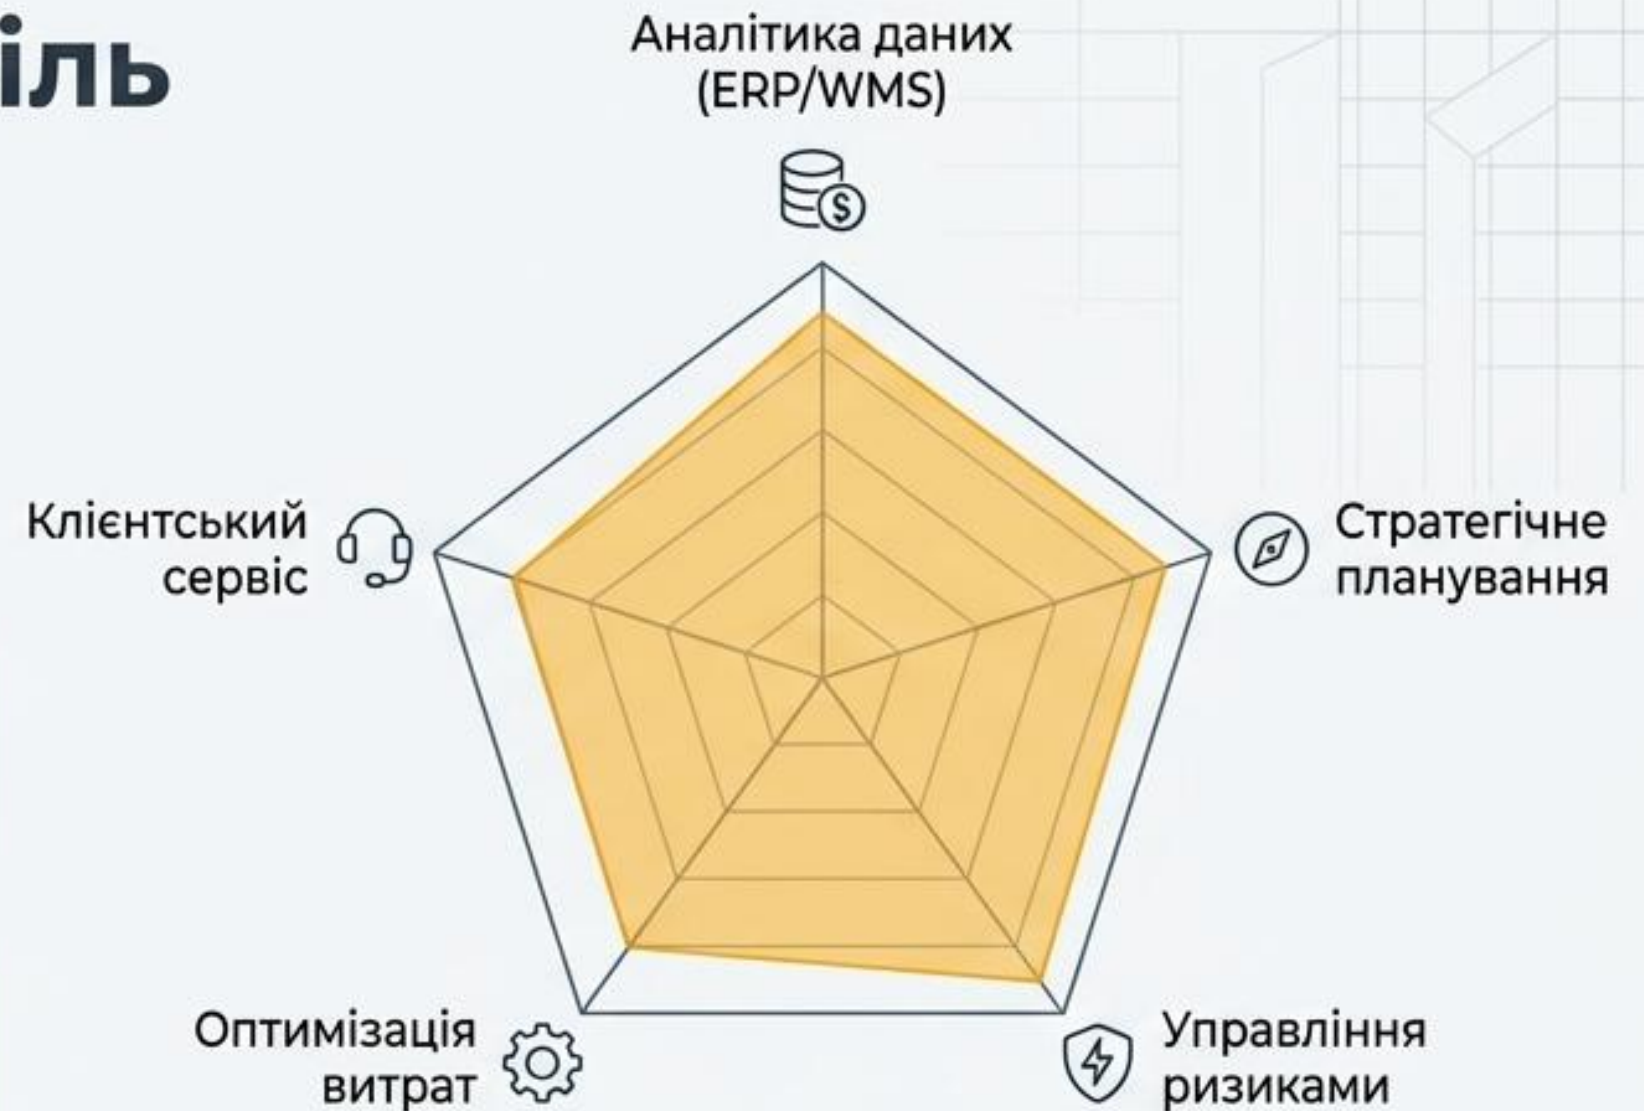 іль
Аналітика даних
(ERP/WMS)
$
Клієнтський
сервіс
Стратегічне
планування
Оптимізація
витрат
Управління
ризиками